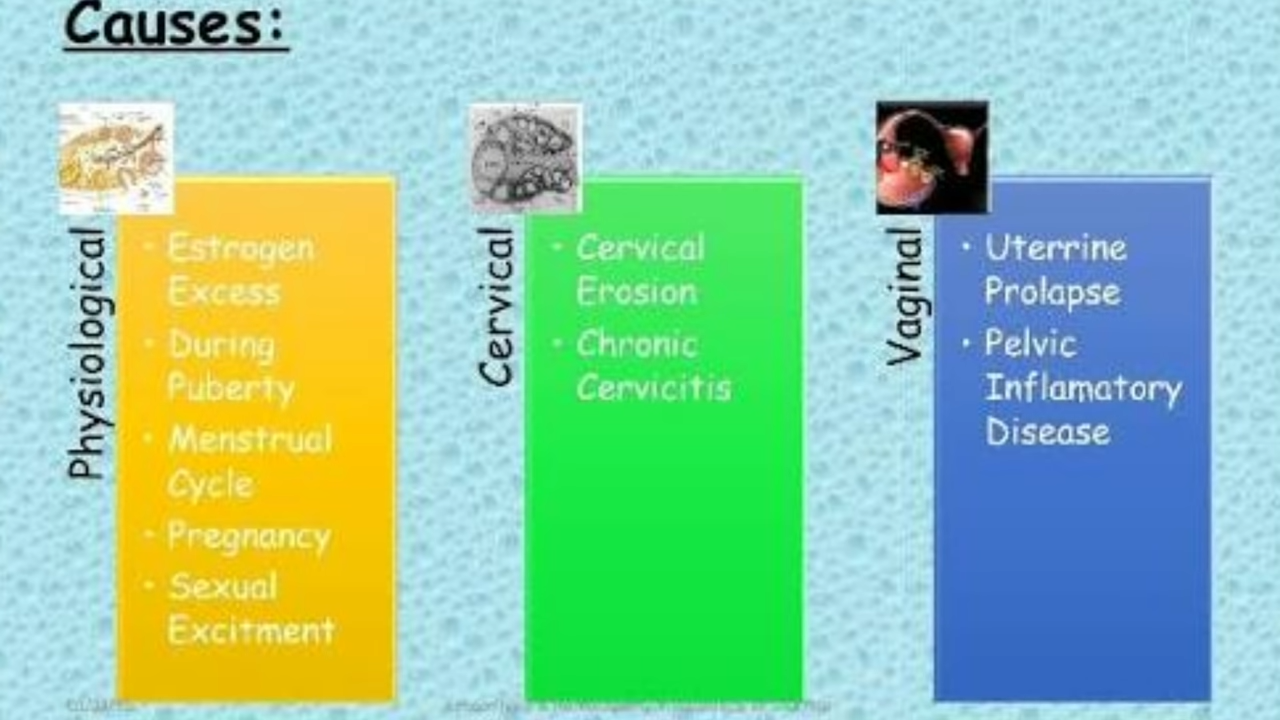 Causes:
Physiological
• Estrogen
Excess
• During
Puberty
• Menstrual
Cycle
• Pregnancy
• Sexual
Excitment
Cervical
• Cervical
Erosion
• Chronic
Cervicitis
Vaginal
• Uterrine
Prolapse
• Pelvic
Inflamatory
Disease